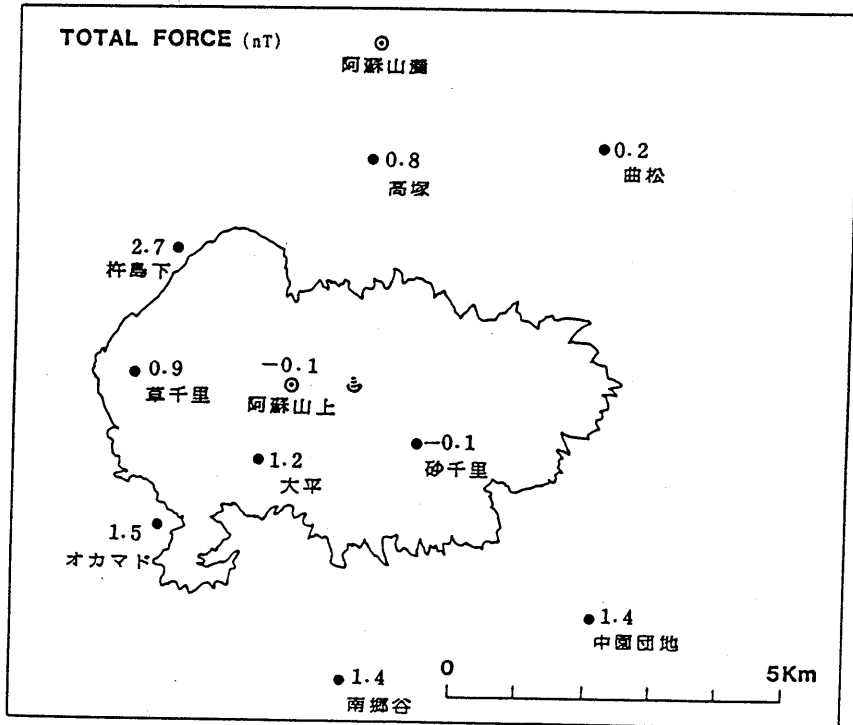 TOTAL FORCE (nT)
阿蘇山瀧
0.8
高塚
0.2
曲松
2.7
杵島下
0.9
草千里
-0.1
阿蘇山上
-0.1
砂千里
1.2
大平
1.5
オカマド
1.4
中園団地
1.4
南郷谷
0 5Km